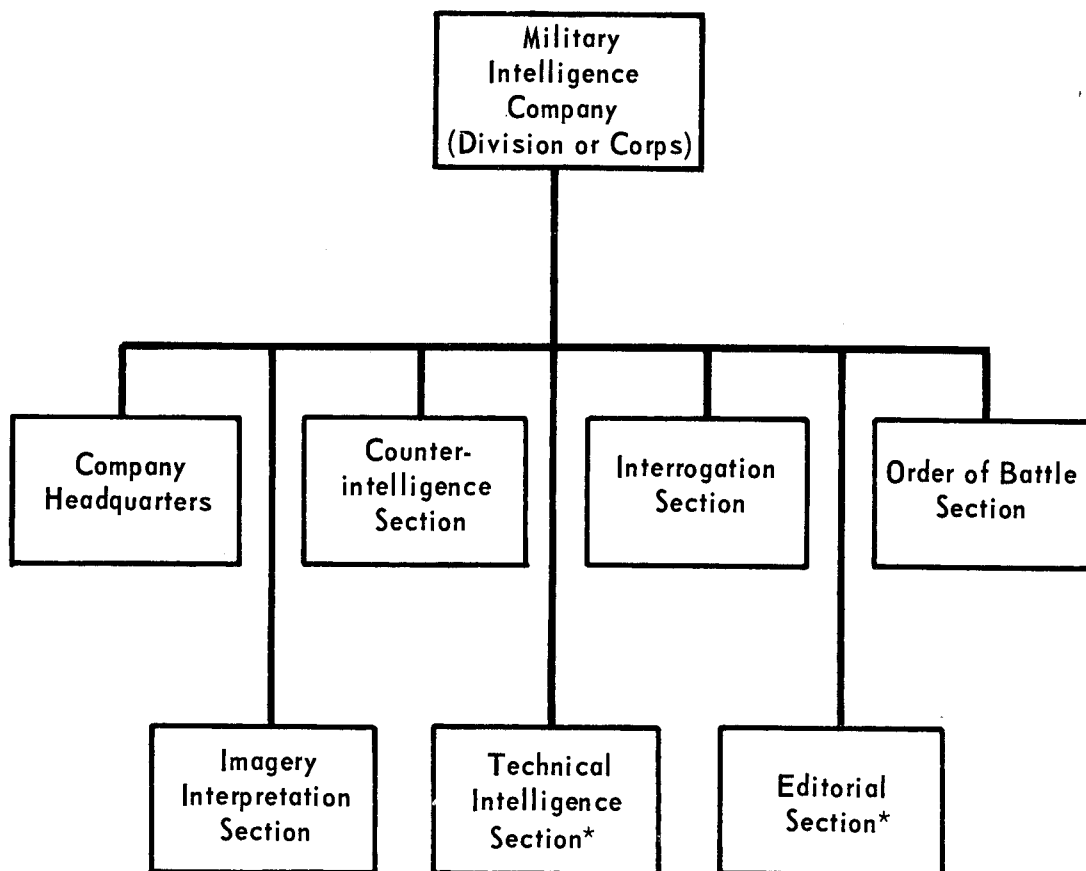 Military
Intelligence
Company
(Division or Corps)
Company
Headquarters
Counter-
intelligence
Section
Interrogation
Section
Order of Battle
Section
Imagery
Interpretation
Section
Technical
Intelligence
Section*
Editorial
Section*